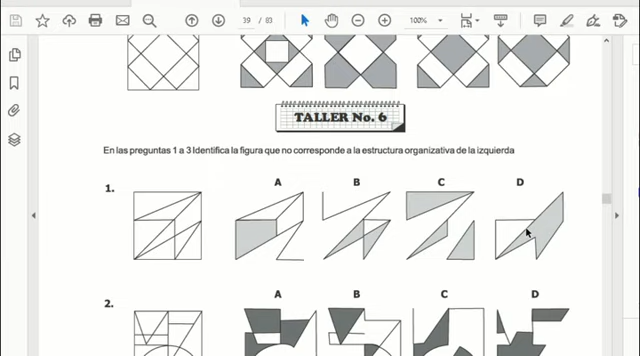 39 / 83
100%
TALLER No. 6
En las preguntas 1 a 3 Identifica la figura que no corresponde a la estructura organizativa de la izquierda
1.
A B C D
2.
A B C D